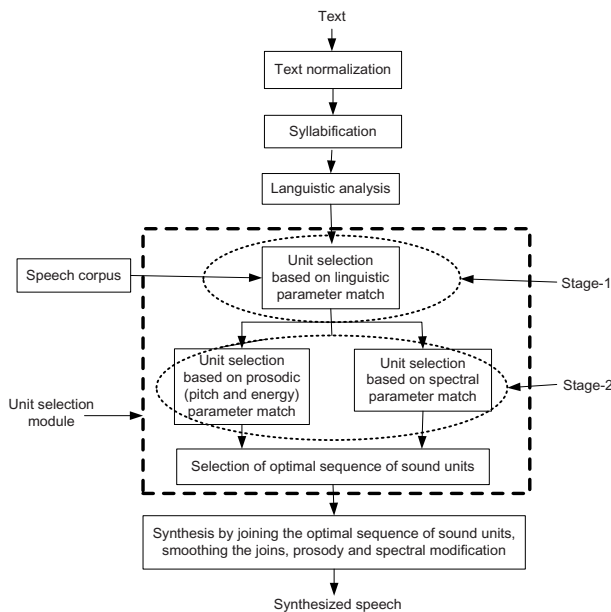 Text
Text normalization
Syllabification
Languistic analysis
Unit selection
based on linguistic
parameter match
Speech corpus
Stage-1
Unit selection
based on prosodic
(pitch and energy)
parameter match
Unit selection
based on spectral
parameter match
Stage-2
Unit selection
module
Selection of optimal sequence of sound units
Synthesis by joining the optimal sequence of sound units,
smoothing the joins, prosody and spectral modification
Synthesized speech